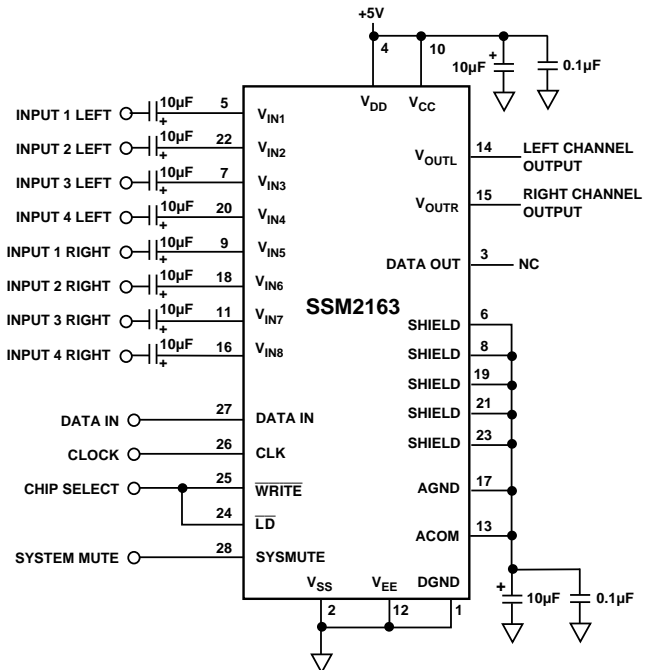 +5V
4 10
10µF 0.1µF
+
VDD VCC
INPUT 1 LEFT 10µF + 5 VIN1
INPUT 2 LEFT 10µF + 22 VIN2
INPUT 3 LEFT 10µF + 7 VIN3
INPUT 4 LEFT 10µF + 20 VIN4
INPUT 1 RIGHT 10µF + 9 VIN5
INPUT 2 RIGHT 10µF + 18 VIN6
INPUT 3 RIGHT 10µF + 11 VIN7
INPUT 4 RIGHT 10µF + 16 VIN8
DATA IN 27 DATA IN
CLOCK 26 CLK
CHIP SELECT 25 WRITE
24 LD
SYSTEM MUTE 28 SYSMUTE
SSM2163
VOUTL 14 LEFT CHANNEL
OUTPUT
VOUTR 15 RIGHT CHANNEL
OUTPUT
DATA OUT 3 NC
SHIELD 6
SHIELD 8
SHIELD 19
SHIELD 21
SHIELD 23
AGND 17
ACOM 13
+ 10µF 0.1µF
VSS VEE DGND
2 12 1